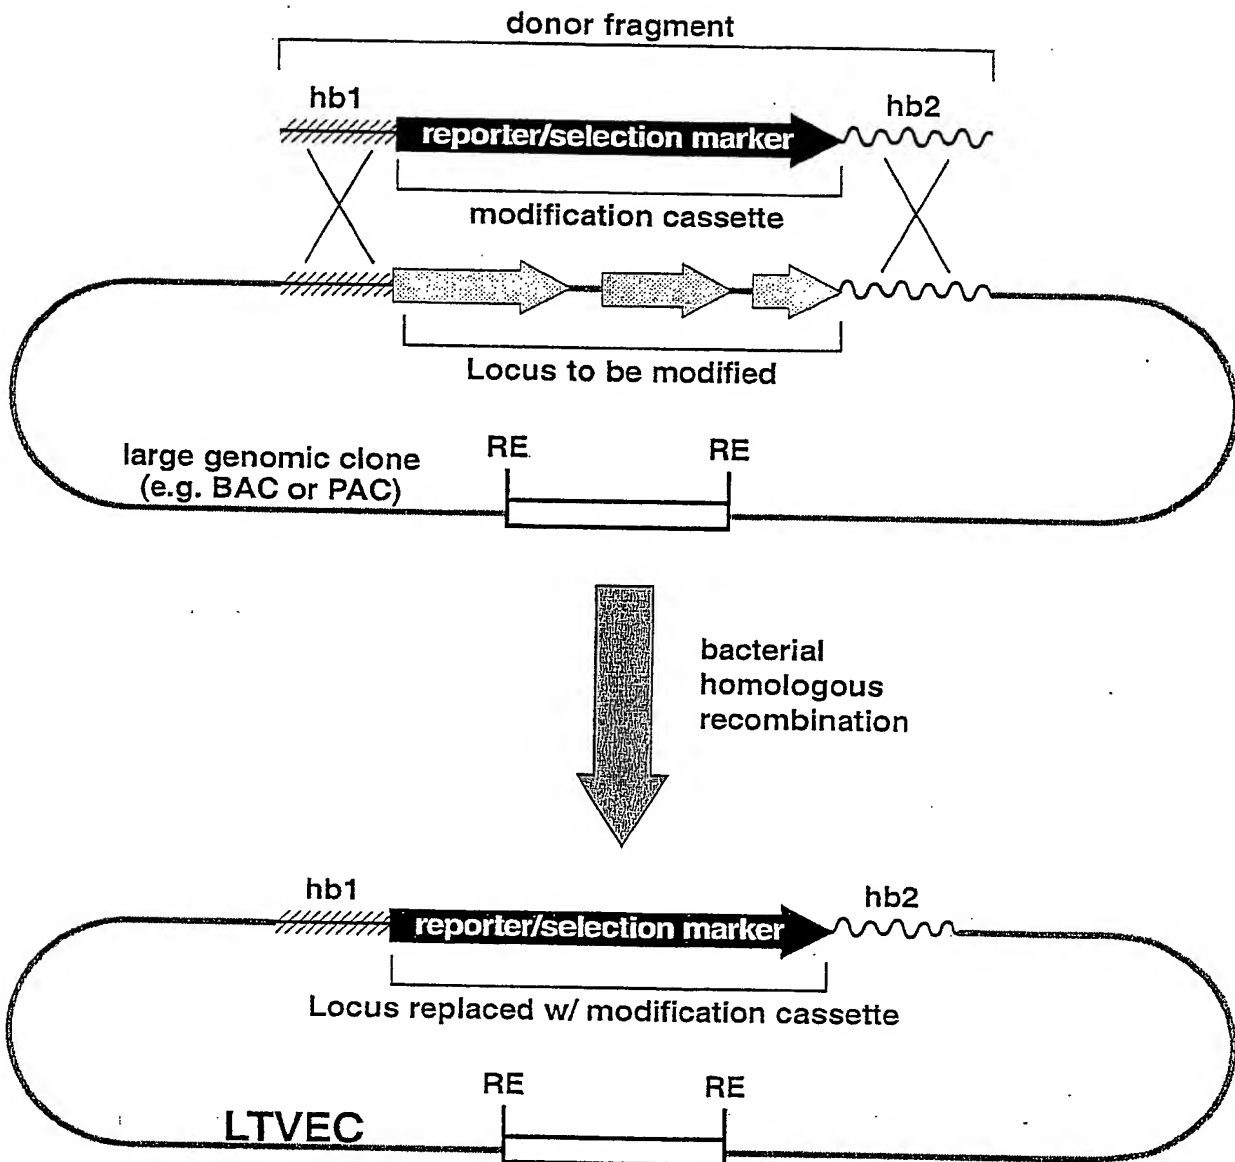 donor fragment
hb1
hb2
reporter/selection marker
modification cassette
Locus to be modified
large genomic clone
(e.g. BAC or PAC)
RE
RE
bacterial
homologous
recombination
hb1
hb2
reporter/selection marker
Locus replaced w/ modification cassette
RE
RE
LTVEC